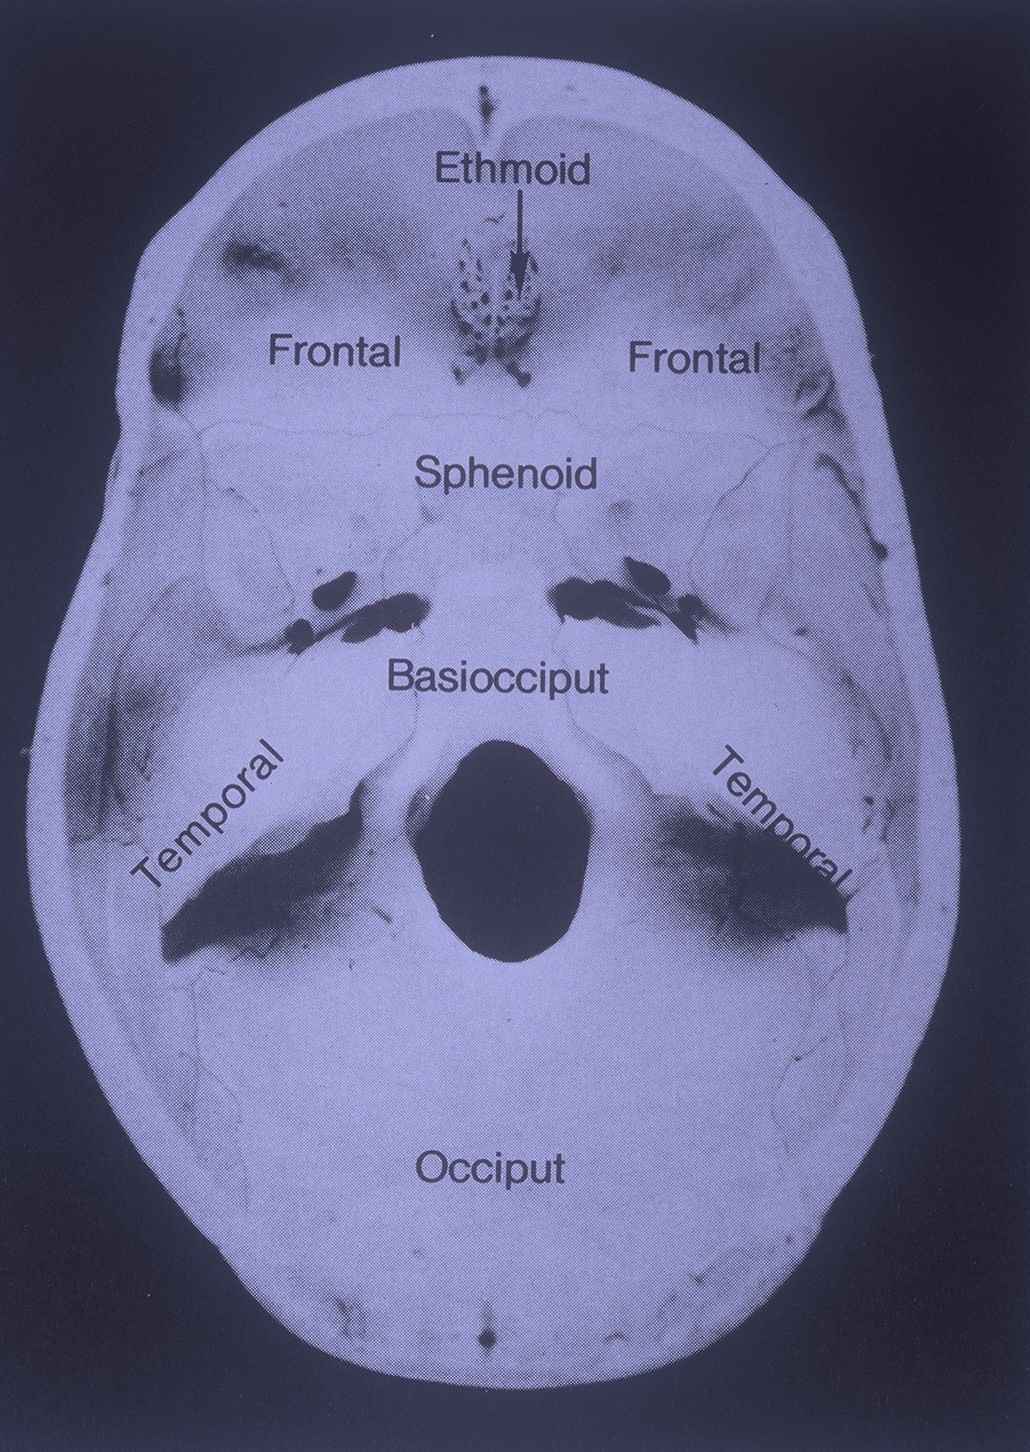 Ethmoid
Frontal
Frontal
Sphenoid
Basiocciput
Temporal
Temporal
Occiput